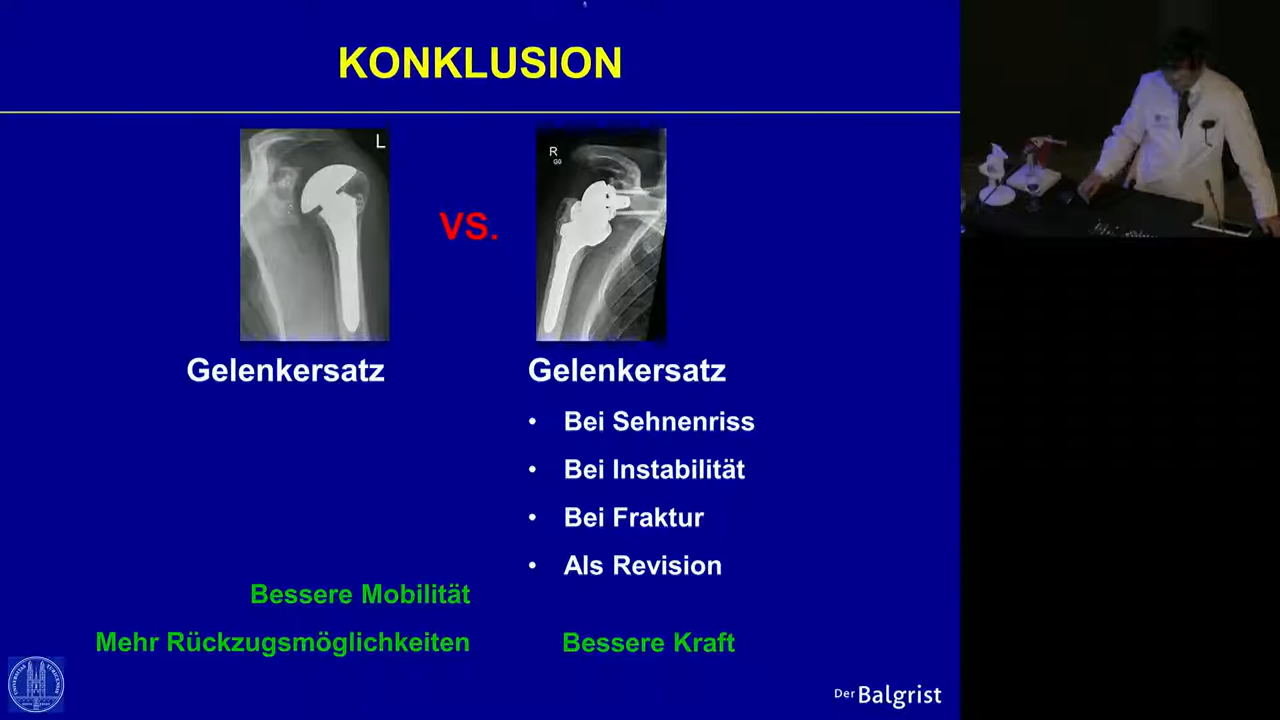 KONKLUSION
L
R
G0
VS.
Gelenkersatz
Gelenkersatz
• Bei Sehnenriss
• Bei Instabilität
• Bei Fraktur
• Als Revision
Bessere Mobilität
Mehr Rückzugsmöglichkeiten
Bessere Kraft
Der Balgrist